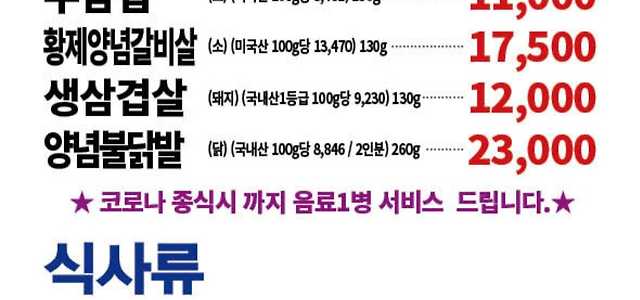 황제양념갈비살 (소) (미국산 100g당 13,470) 130g 17,500
생삼겹살 (돼지) (국내산1등급 100g당 9,230) 130g 12,000
양념불닭발 (닭) (국내산 100g당 8,846 / 2인분) 260g 23,000
★ 코로나 종식시 까지 음료1병 서비스 드립니다.★
식사류